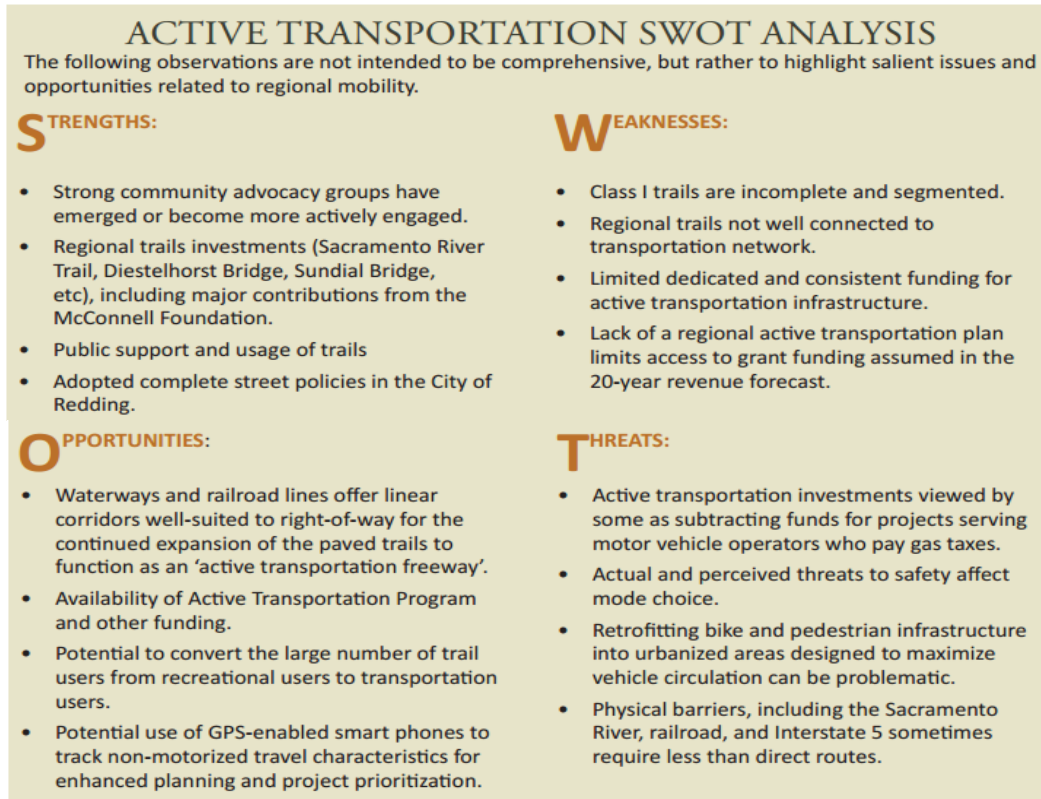 ACTIVE TRANSPORTATION SWOT ANALYSIS
The following observations are not intended to be comprehensive, but rather to highlight salient issues and
opportunities related to regional mobility.
STRENGTHS:
• Strong community advocacy groups have
emerged or become more actively engaged.
• Regional trails investments (Sacramento River
Trail, Diestelhorst Bridge, Sundial Bridge,
etc), including major contributions from the
McConnell Foundation.
• Public support and usage of trails
• Adopted complete street policies in the City of
Redding.
WEAKNESSES:
• Class I trails are incomplete and segmented.
• Regional trails not well connected to
transportation network.
• Limited dedicated and consistent funding for
active transportation infrastructure.
• Lack of a regional active transportation plan
limits access to grant funding assumed in the
20-year revenue forecast.
OPPORTUNITIES:
• Waterways and railroad lines offer linear
corridors well-suited to right-of-way for the
continued expansion of the paved trails to
function as an ‘active transportation freeway’.
• Availability of Active Transportation Program
and other funding.
• Potential to convert the large number of trail
users from recreational users to transportation
users.
• Potential use of GPS-enabled smart phones to
track non-motorized travel characteristics for
enhanced planning and project prioritization.
THREATS:
• Active transportation investments viewed by
some as subtracting funds for projects serving
motor vehicle operators who pay gas taxes.
• Actual and perceived threats to safety affect
mode choice.
• Retrofitting bike and pedestrian infrastructure
into urbanized areas designed to maximize
vehicle circulation can be problematic.
• Physical barriers, including the Sacramento
River, railroad, and Interstate 5 sometimes
require less than direct routes.